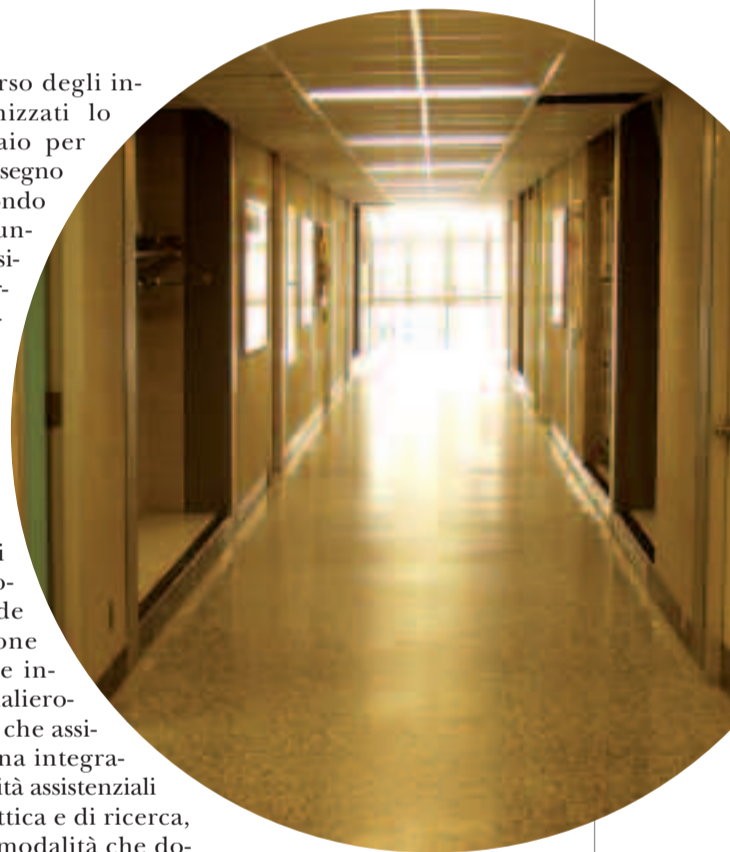 rso degli in-
nizzati lo
aio per
segno
ondo
un-
si-
i
o-
de
one
e in-
aliero-
che assi-
na integra-
ità assistenziali
ttica e di ricerca,
modalità che do-